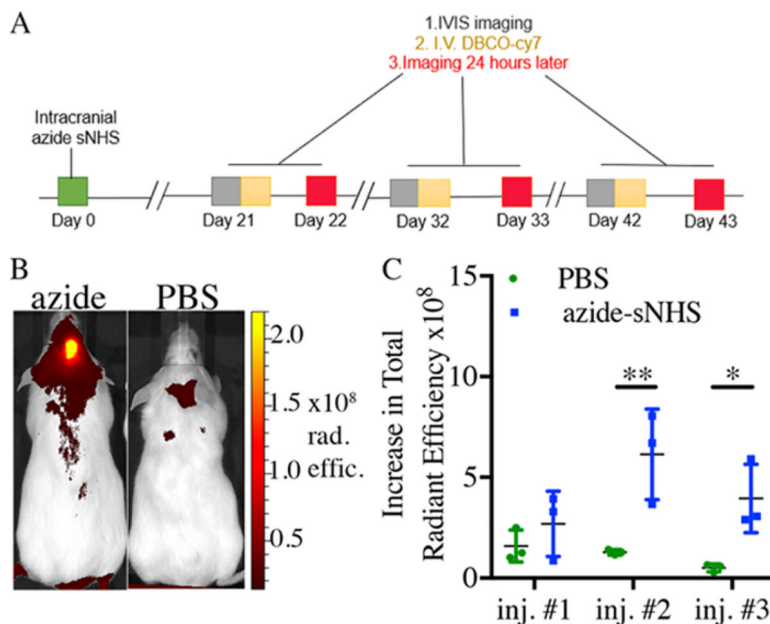 A
1.IVIS imaging
2. I.V. DBCO-cy7
3.Imaging 24 hours later
Intracranial
azide sNHS
Day 0
Day 21
Day 22
Day 32
Day 33
Day 42
Day 43
B
azide
PBS
2.0
1.5
x10⁸
rad.
effic.
1.0
0.5
C
Increase in Total
Radiant Efficiency x10⁸
15
10
5
0
PBS
azide-sNHS
**
*
inj. #1
inj. #2
inj. #3